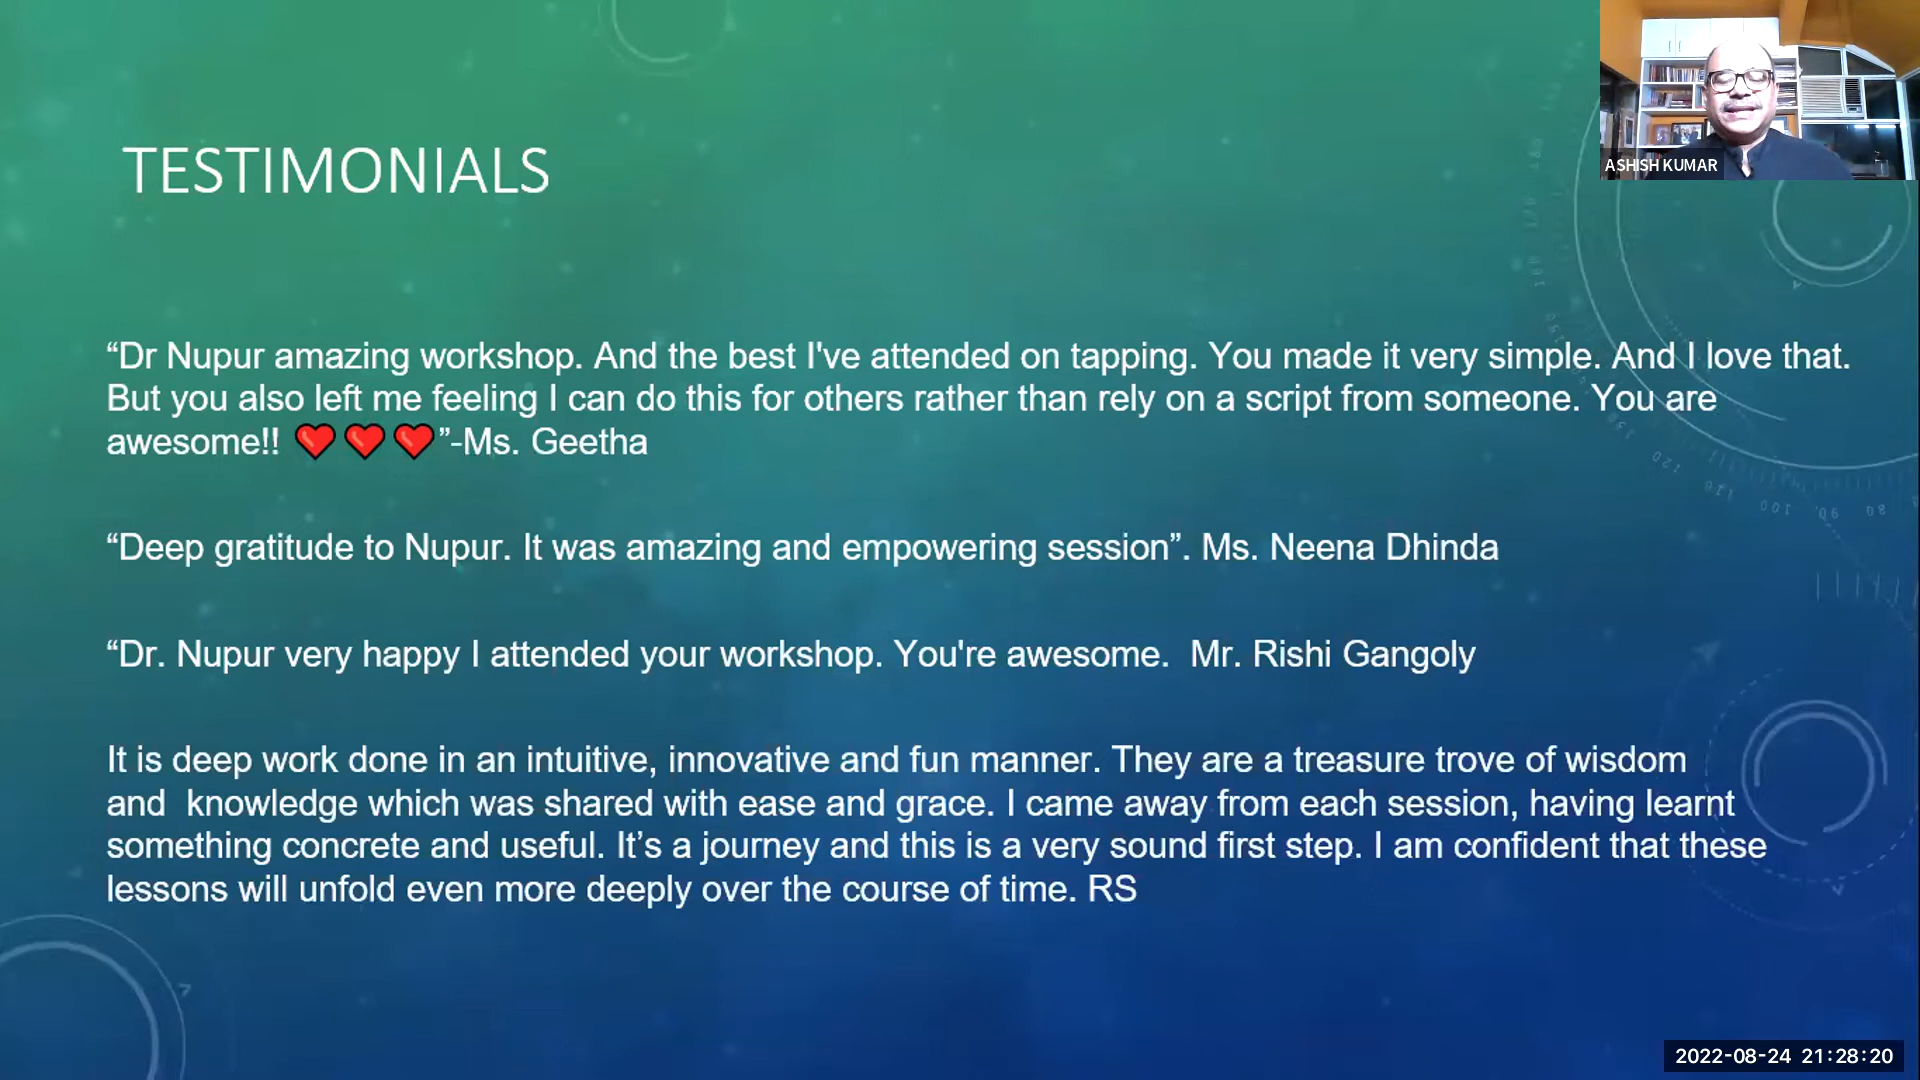 ASHISH KUMAR
TESTIMONIALS
“Dr Nupur amazing workshop. And the best I've attended on tapping. You made it very simple. And I love that.
But you also left me feeling I can do this for others rather than rely on a script from someone. You are
awesome!! ❤❤❤”-Ms. Geetha
“Deep gratitude to Nupur. It was amazing and empowering session”. Ms. Neena Dhinda
“Dr. Nupur very happy I attended your workshop. You're awesome.  Mr. Rishi Gangoly
It is deep work done in an intuitive, innovative and fun manner. They are a treasure trove of wisdom
and  knowledge which was shared with ease and grace. I came away from each session, having learnt
something concrete and useful. It’s a journey and this is a very sound first step. I am confident that these
lessons will unfold even more deeply over the course of time. RS
2022-08-24 21:28:20